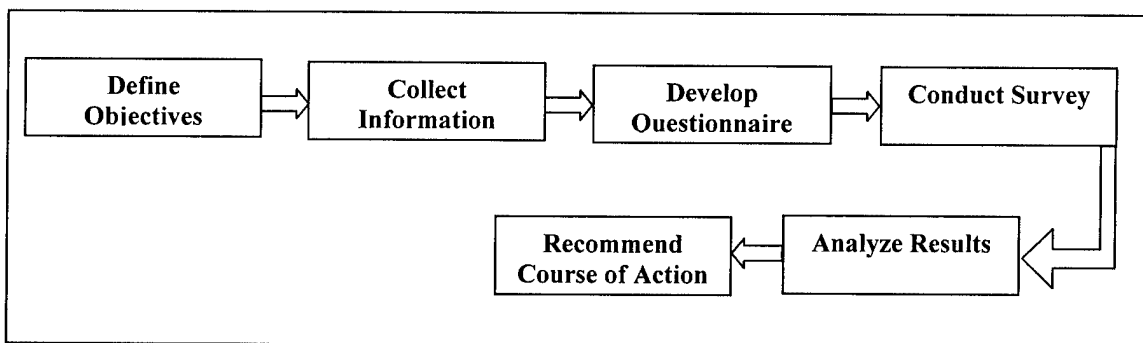 Define
Objectives
Collect
Information
Develop
Questionnaire
Conduct Survey
Analyze Results
Recommend
Course of Action